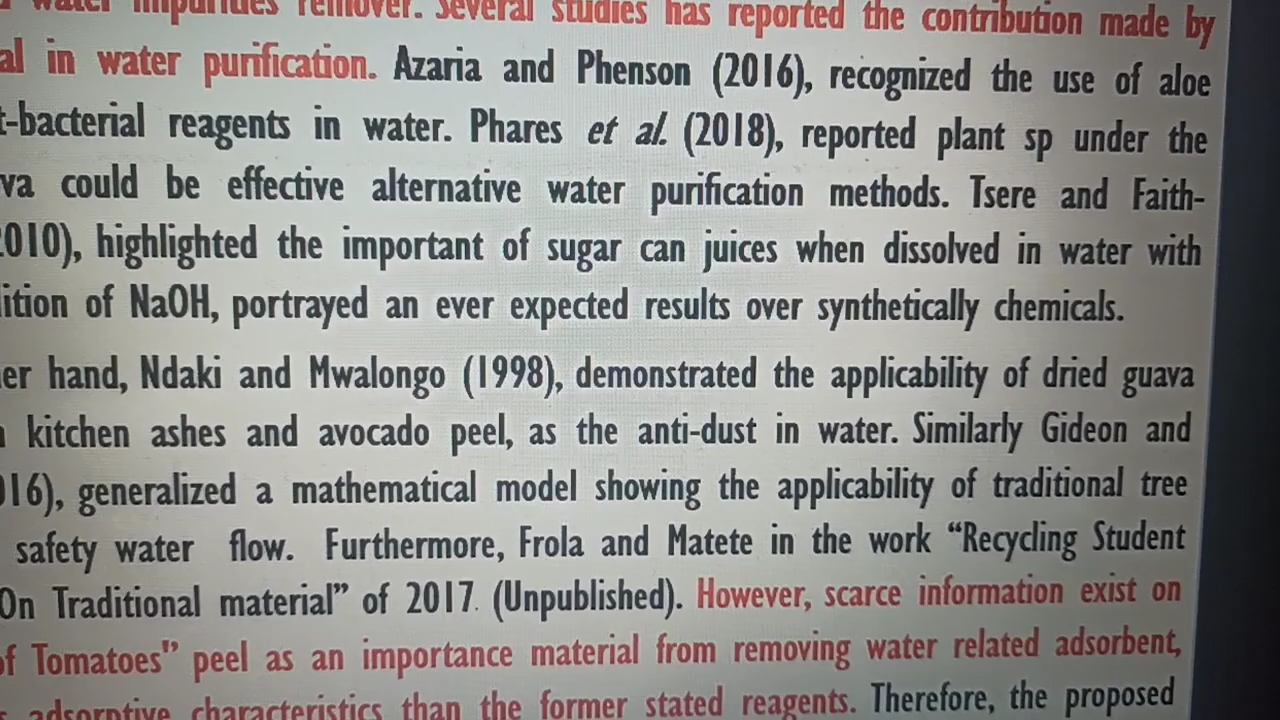 water impurities remover. Several studies has reported the contribution made by
al in water purification. Azaria and Phenson (2016), recognized the use of aloe
t-bacterial reagents in water. Phares et al. (2018), reported plant sp under the
va could be effective alternative water purification methods. Tsere and Faith-
2010), highlighted the important of sugar can juices when dissolved in water with
ition of NaOH, portrayed an ever expected results over synthetically chemicals.
er hand, Ndaki and Mwalongo (1998), demonstrated the applicability of dried guava
kitchen ashes and avocado peel, as the anti-dust in water. Similarly Gideon and
016), generalized a mathematical model showing the applicability of traditional tree
safety water flow. Furthermore, Frola and Matete in the work “Recycling Student
On Traditional material” of 2017. (Unpublished). However, scarce information exist on
of Tomatoes" peel as an importance material from removing water related adsorbent,
adsorptive characteristics than the former stated reagents. Therefore, the proposed